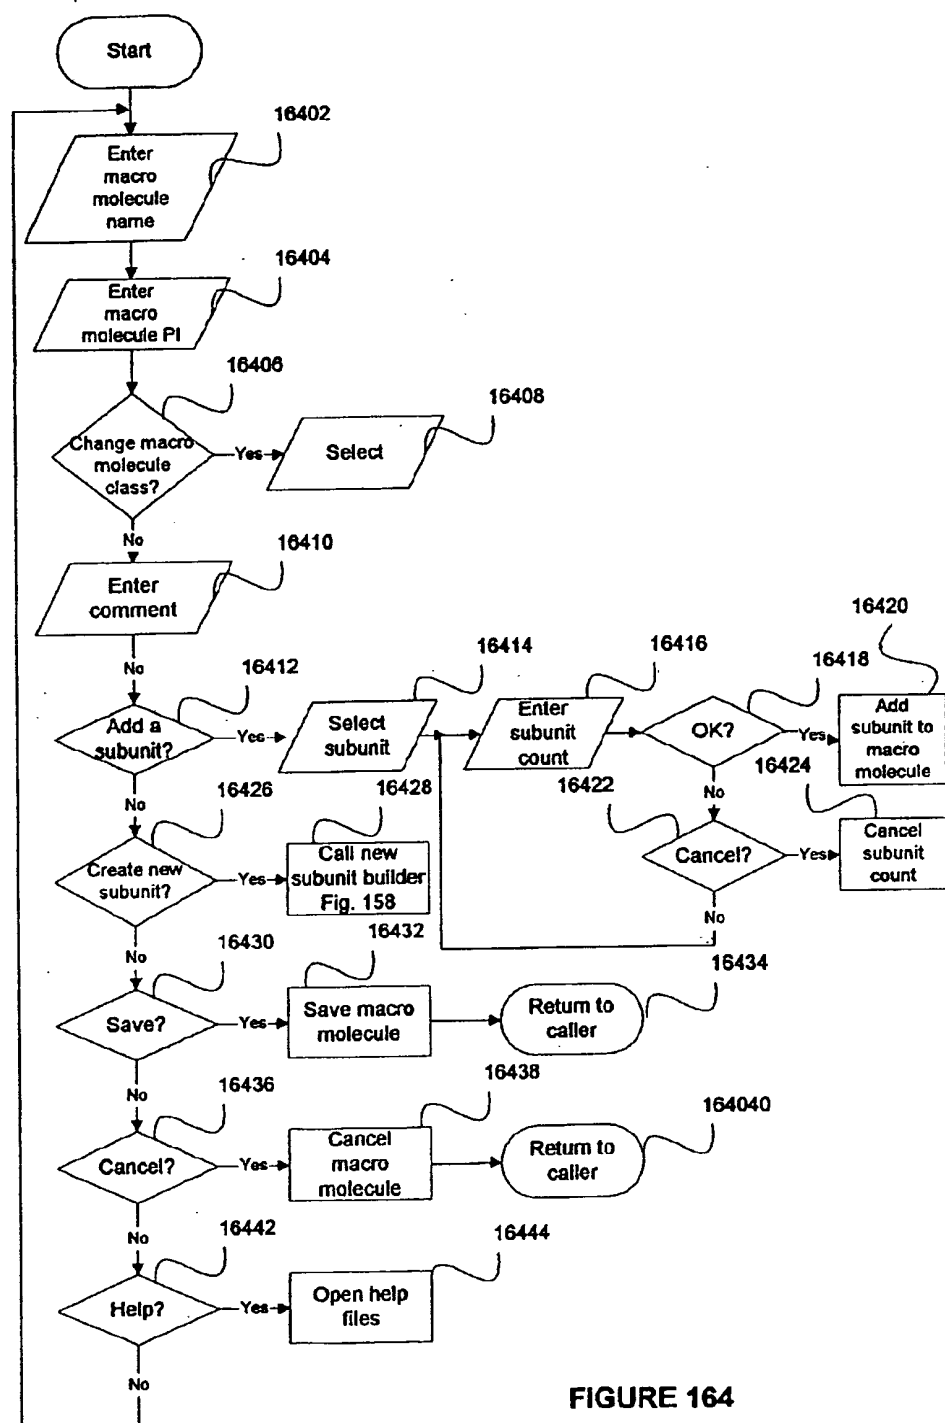 Start
16402
Enter
macro
molecule
name
16404
Enter
macro
molecule PI
16406
Change macro
molecule
class?
Yes
16408
Select
No
16410
Enter
comment
No
16412
Add a
subunit?
Yes
16414
Select
subunit
16416
Enter
subunit
count
16418
OK?
Yes
16420
Add
subunit to
macro
molecule
No
16422
Cancel?
Yes
16424
Cancel
subunit
count
No
No
16426
Create new
subunit?
Yes
16428
Call new
subunit builder
Fig. 158
No
16430
Save?
Yes
16432
Save macro
molecule
16434
Return to
caller
No
16436
Cancel?
Yes
16438
Cancel
macro
molecule
164040
Return to
caller
No
16442
Help?
Yes
16444
Open help
files
No
FIGURE 164